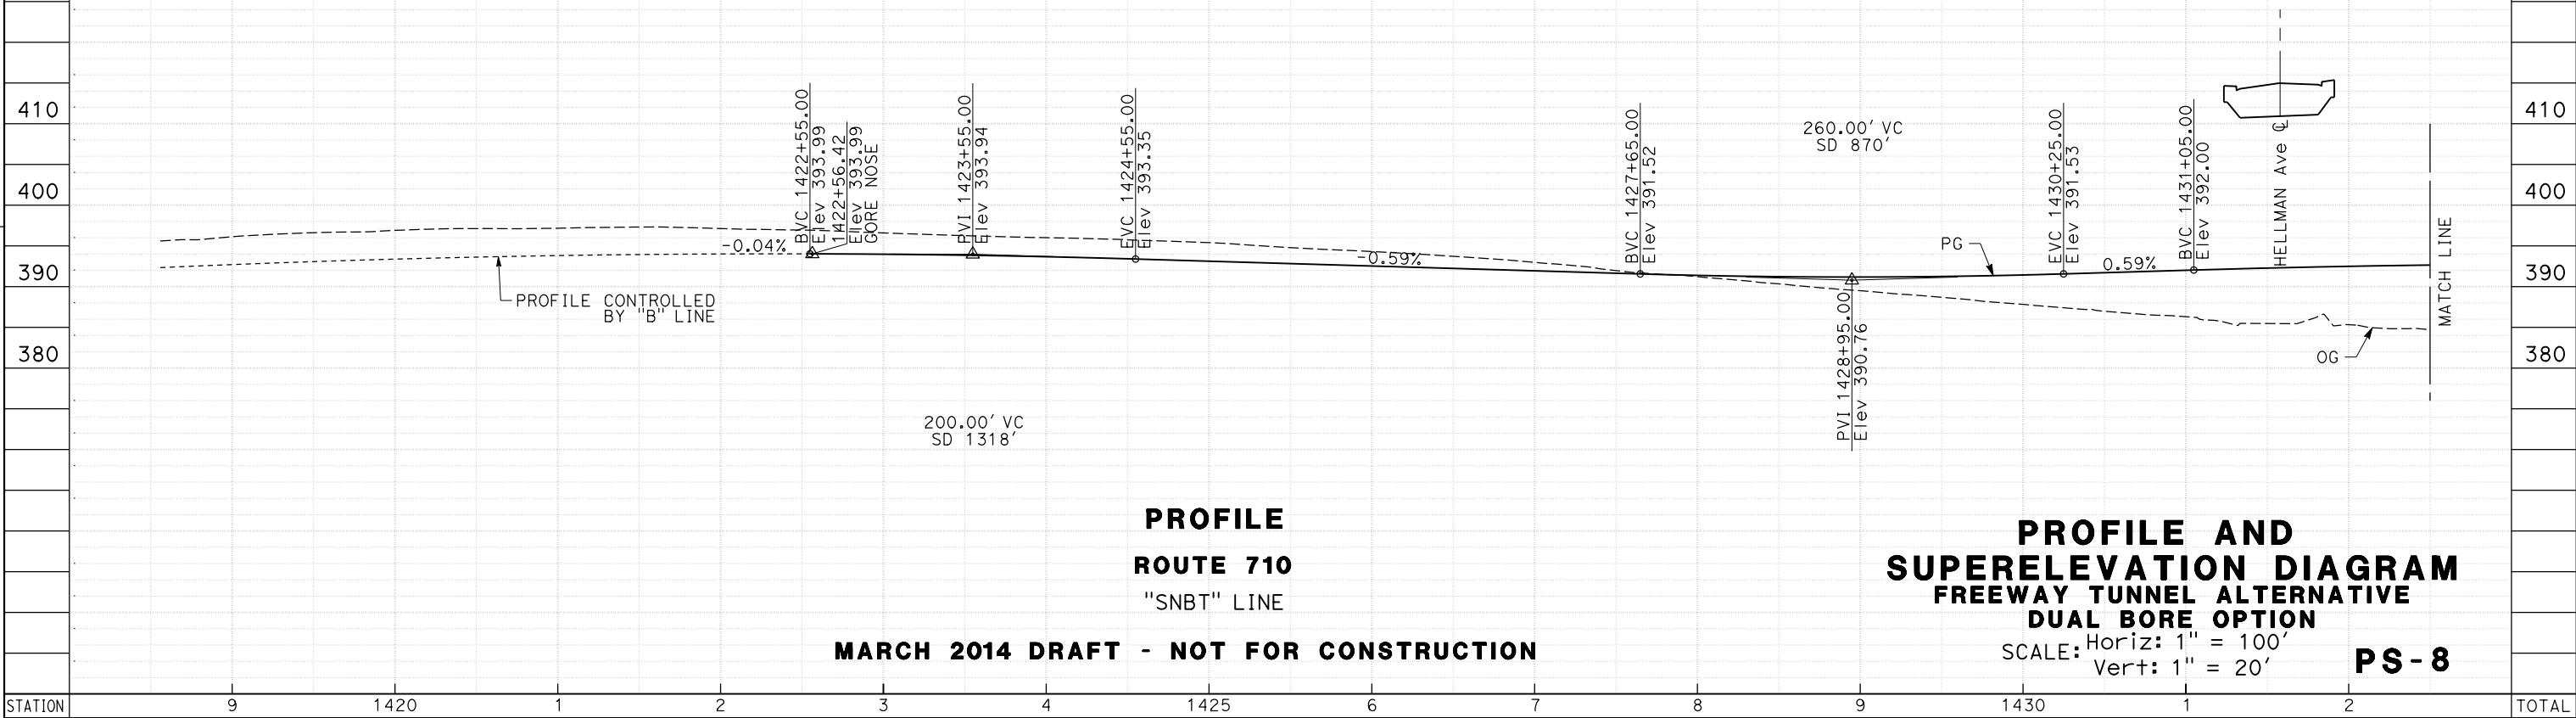 410
400
390
380
-0.04%
BVC 1422+55.00
Elev 393.99
1422+56.42
Elev 393.99
GORE NOSE
PVI 1423+55.00
Elev 393.94
EVC 1424+55.00
Elev 393.35
-0.59%
BVC 1427+65.00
Elev 391.52
260.00' VC
SD 870'
PVI 1428+95.00
Elev 390.76
PG
EVC 1430+25.00
Elev 391.53
0.59%
BVC 1431+05.00
Elev 392.00
HELLMAN Ave ℄
MATCH LINE
OG
410
400
390
380
PROFILE CONTROLLED
BY "B" LINE
200.00' VC
SD 1318'
PROFILE
ROUTE 710
"SNBT" LINE
MARCH 2014 DRAFT - NOT FOR CONSTRUCTION
PROFILE AND
SUPERELEVATION DIAGRAM
FREEWAY TUNNEL ALTERNATIVE
DUAL BORE OPTION
SCALE: Horiz: 1" = 100'
Vert: 1" = 20'
PS-8
STATION 9 1420 1 2 3 4 1425 6 7 8 9 1430 1 2 TOTAL